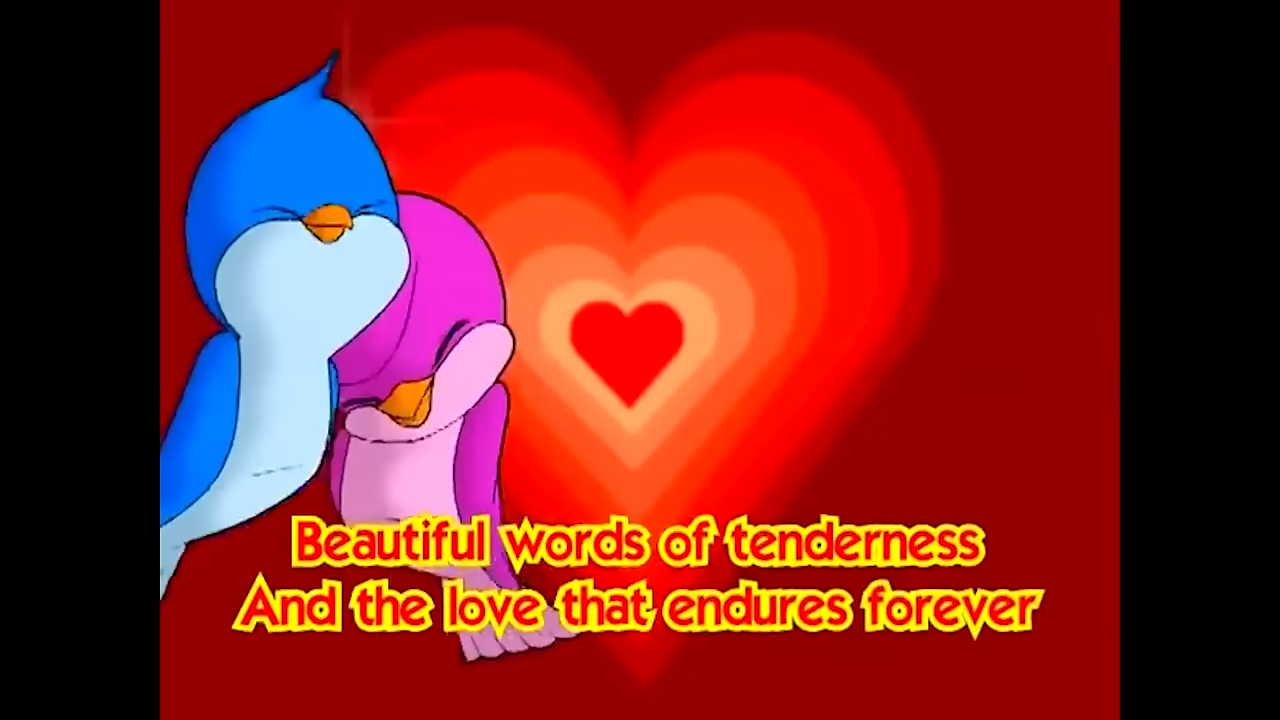 Beautiful words of tenderness
And the love that endures forever